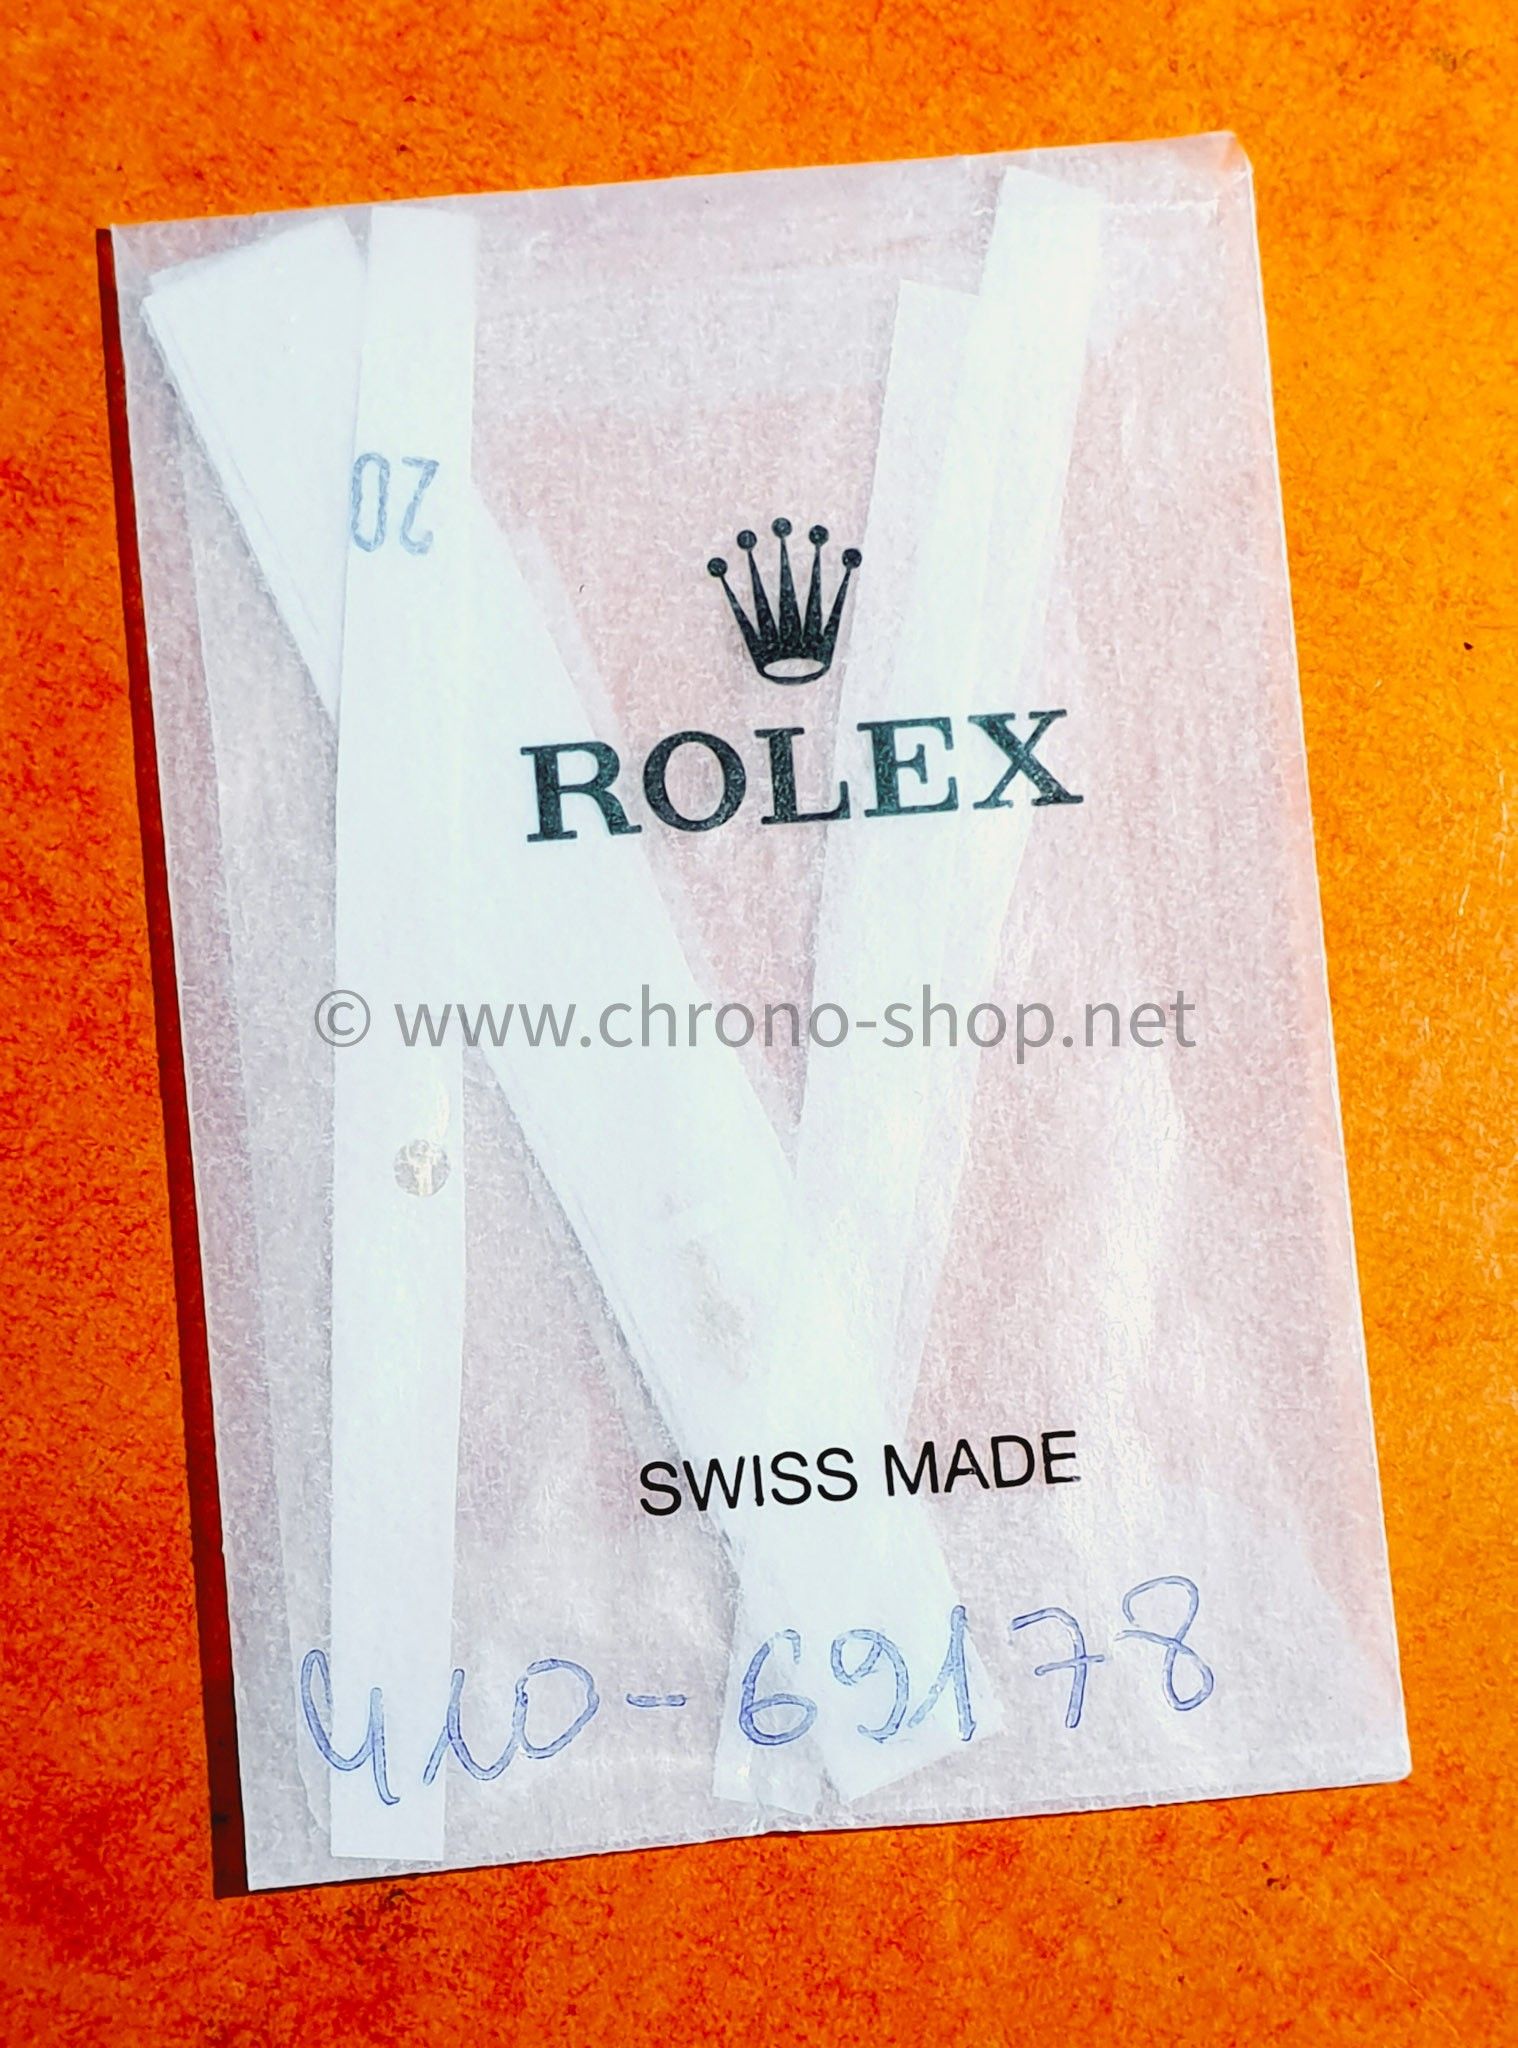 20
ROLEX
© www.chrono-shop.net
SWISS MADE
410-69178